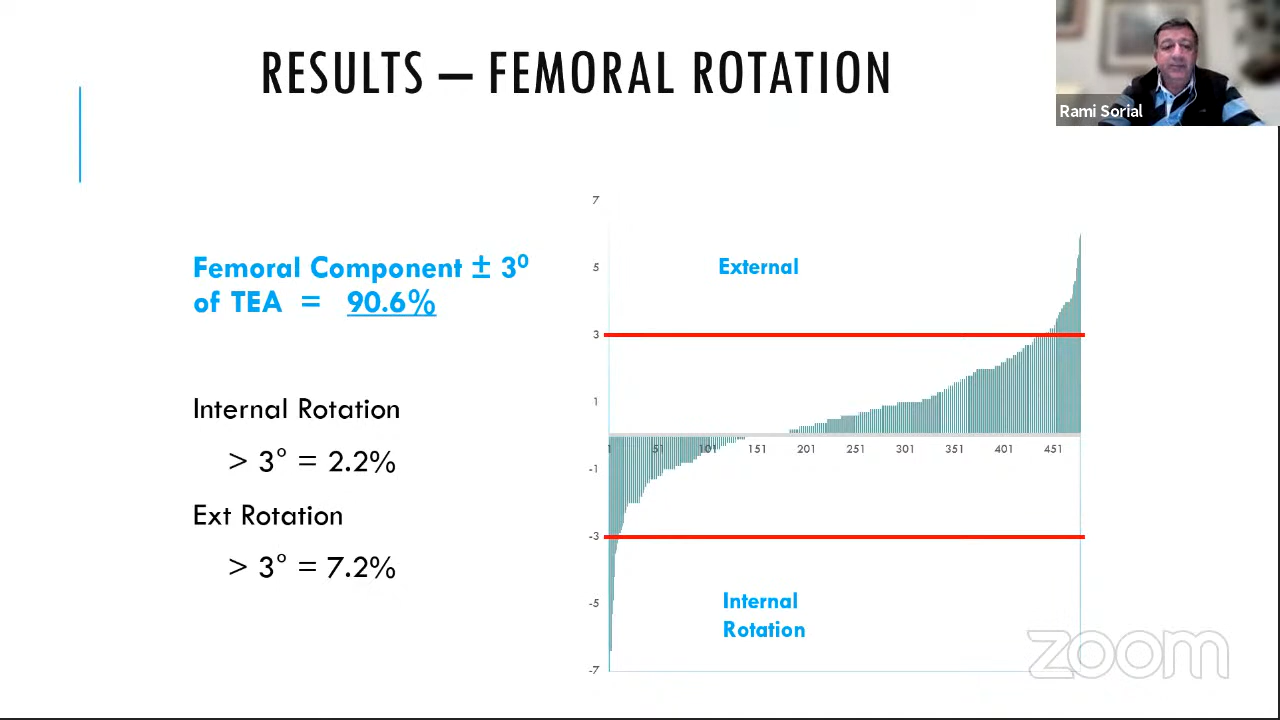 RESULTS – FEMORAL ROTATION
Rami Sorial
Femoral Component ± 3⁰
of TEA = 90.6%
Internal Rotation
> 3° = 2.2%
Ext Rotation
> 3° = 7.2%
7
5
3
1
-1
-3
-5
-7
External
1 51 101 151 201 251 301 351 401 451
Internal
Rotation
zoom